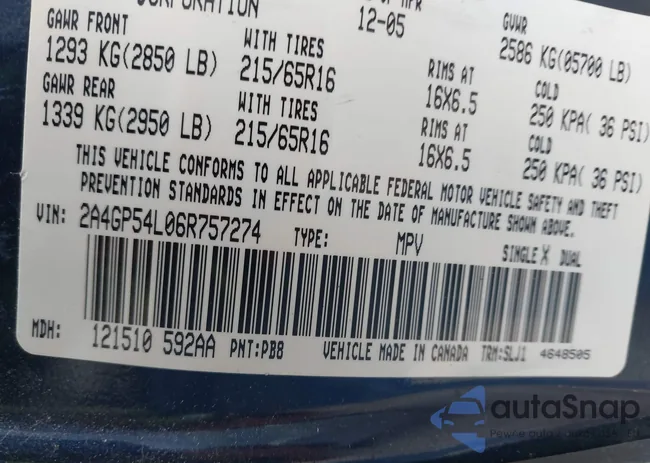 CORPORATION OF MFR GVWR
GAWR FRONT WITH TIRES 12-05 2586 KG(05700 LB)
1293 KG(2850 LB) 215/65R16 RIMS AT COLD
16X6.5 250 KPA( 36 PSI)
GAWR REAR WITH TIRES RIMS AT COLD
1339 KG(2950 LB) 215/65R16 16X6.5 250 KPA( 36 PSI)
THIS VEHICLE CONFORMS TO ALL APPLICABLE FEDERAL MOTOR VEHICLE SAFETY AND THEFT
PREVENTION STANDARDS IN EFFECT ON THE DATE OF MANUFACTURE SHOWN ABOVE.
VIN: 2A4GP54L06R757274 TYPE: MPV SINGLE X DUAL
MDH: 121510 592AA PNT:PB8 VEHICLE MADE IN CANADA TRM:SLJ1 4648505
autaSnap